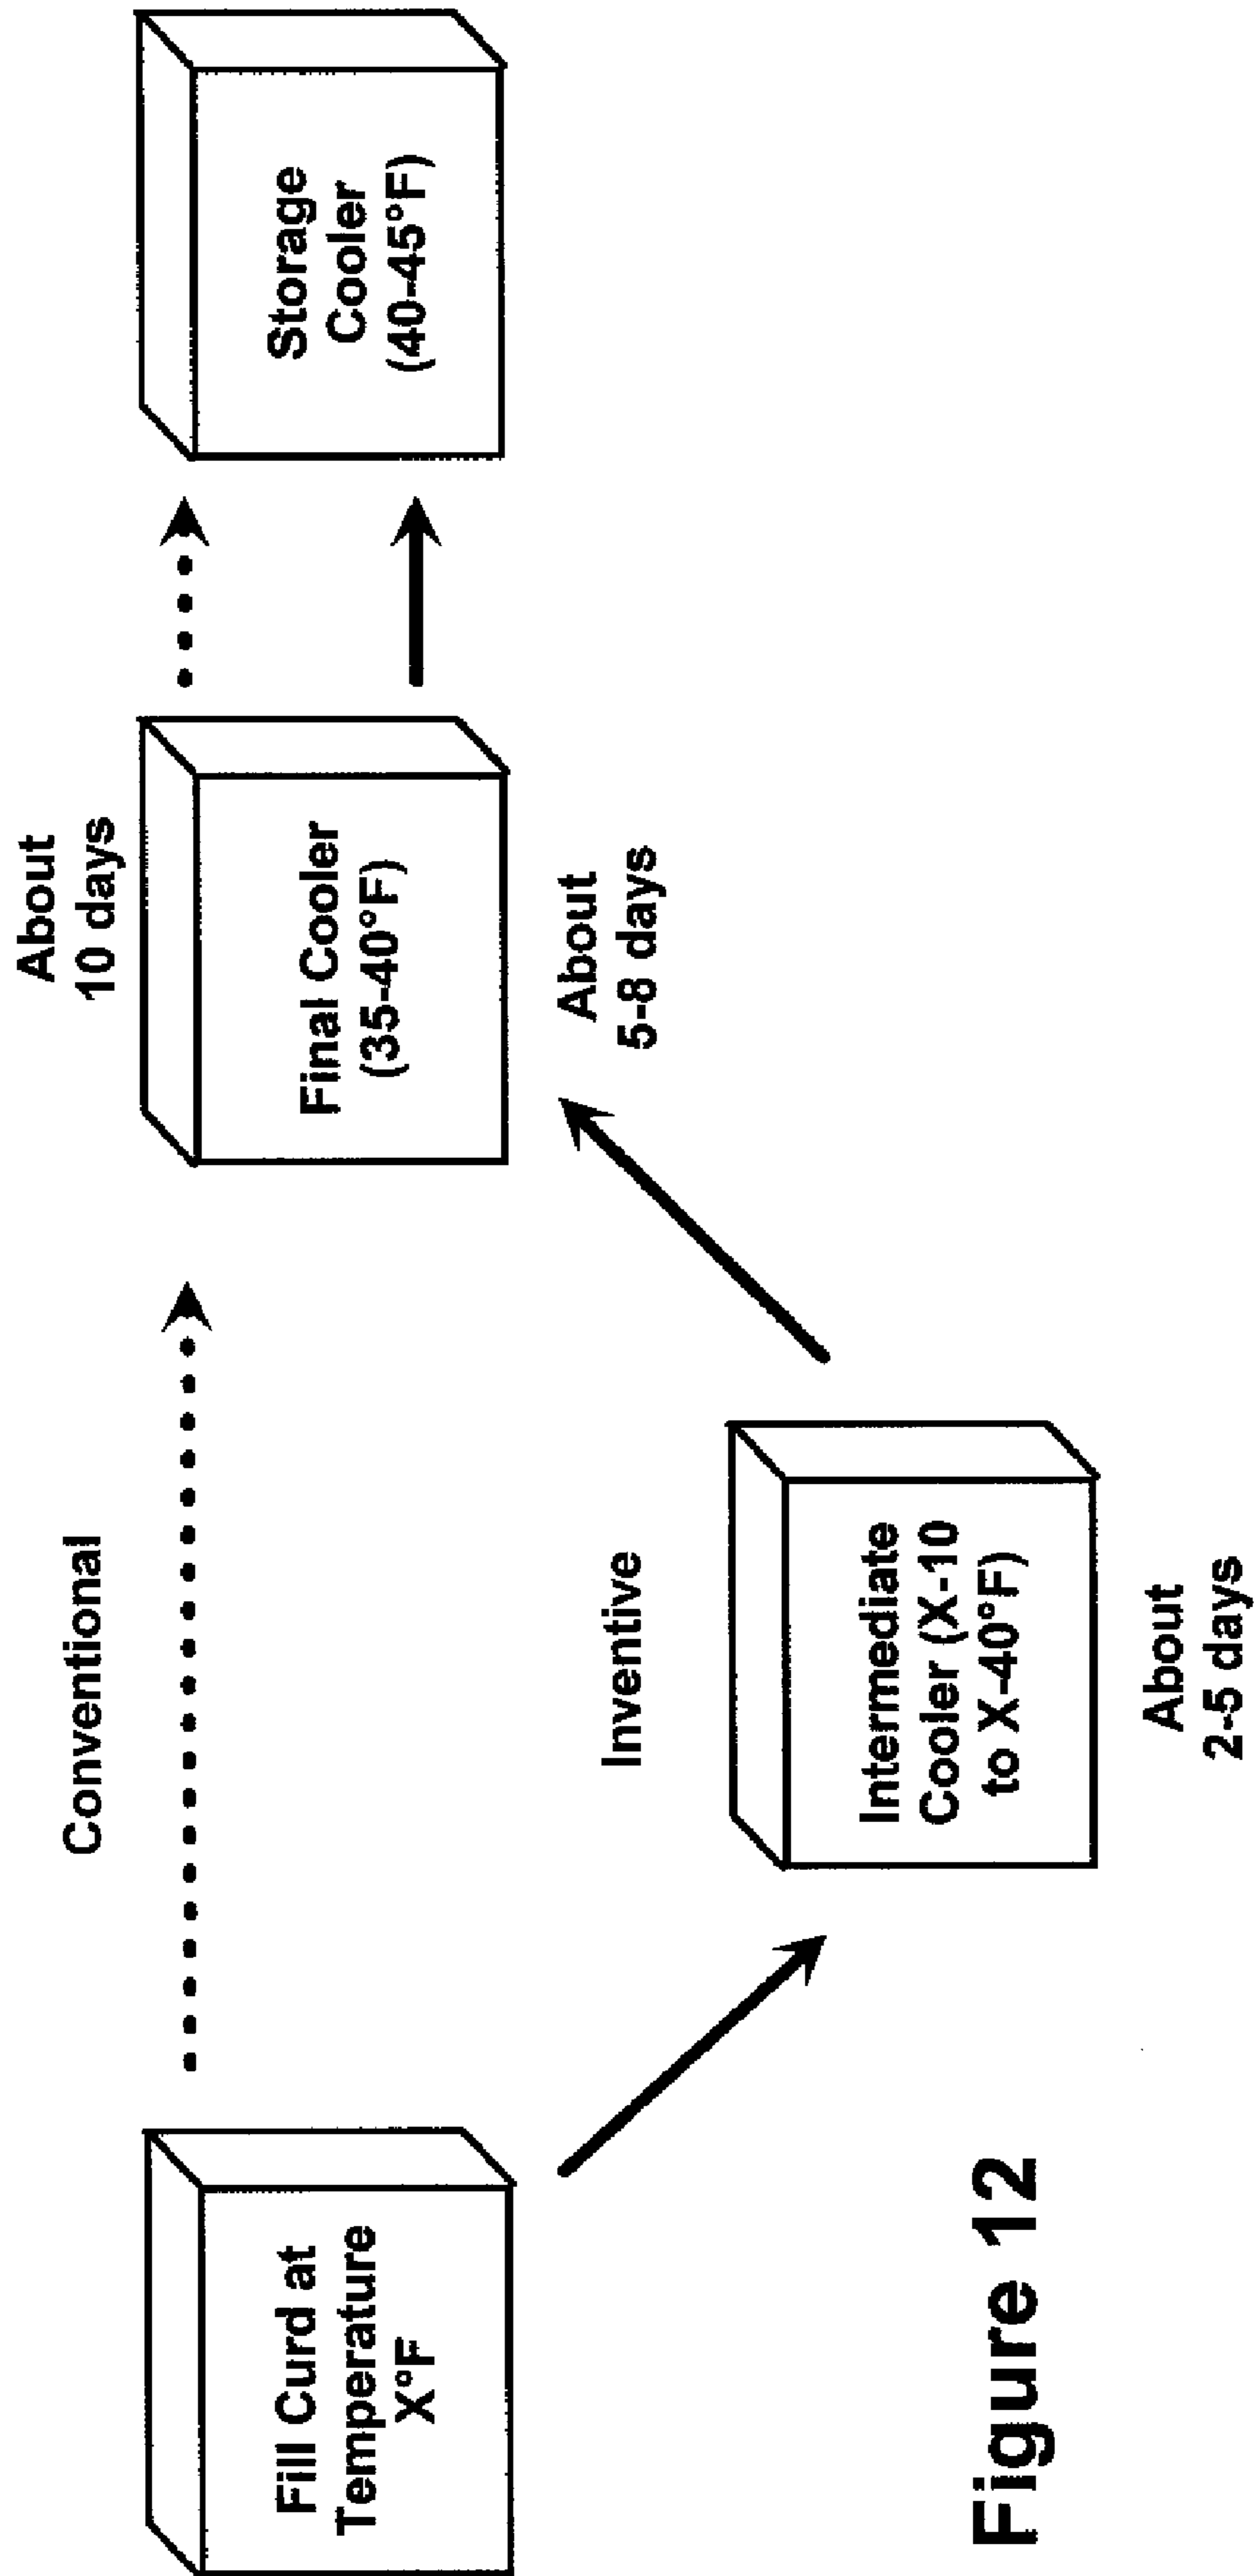 Conventional
About
10 days
Fill Curd at
Temperature
X°F
Final Cooler
(35-40°F)
Storage
Cooler
(40-45°F)
Inventive
About
5-8 days
Intermediate
Cooler (X-10
to X-40°F)
About
2-5 days
Figure 12